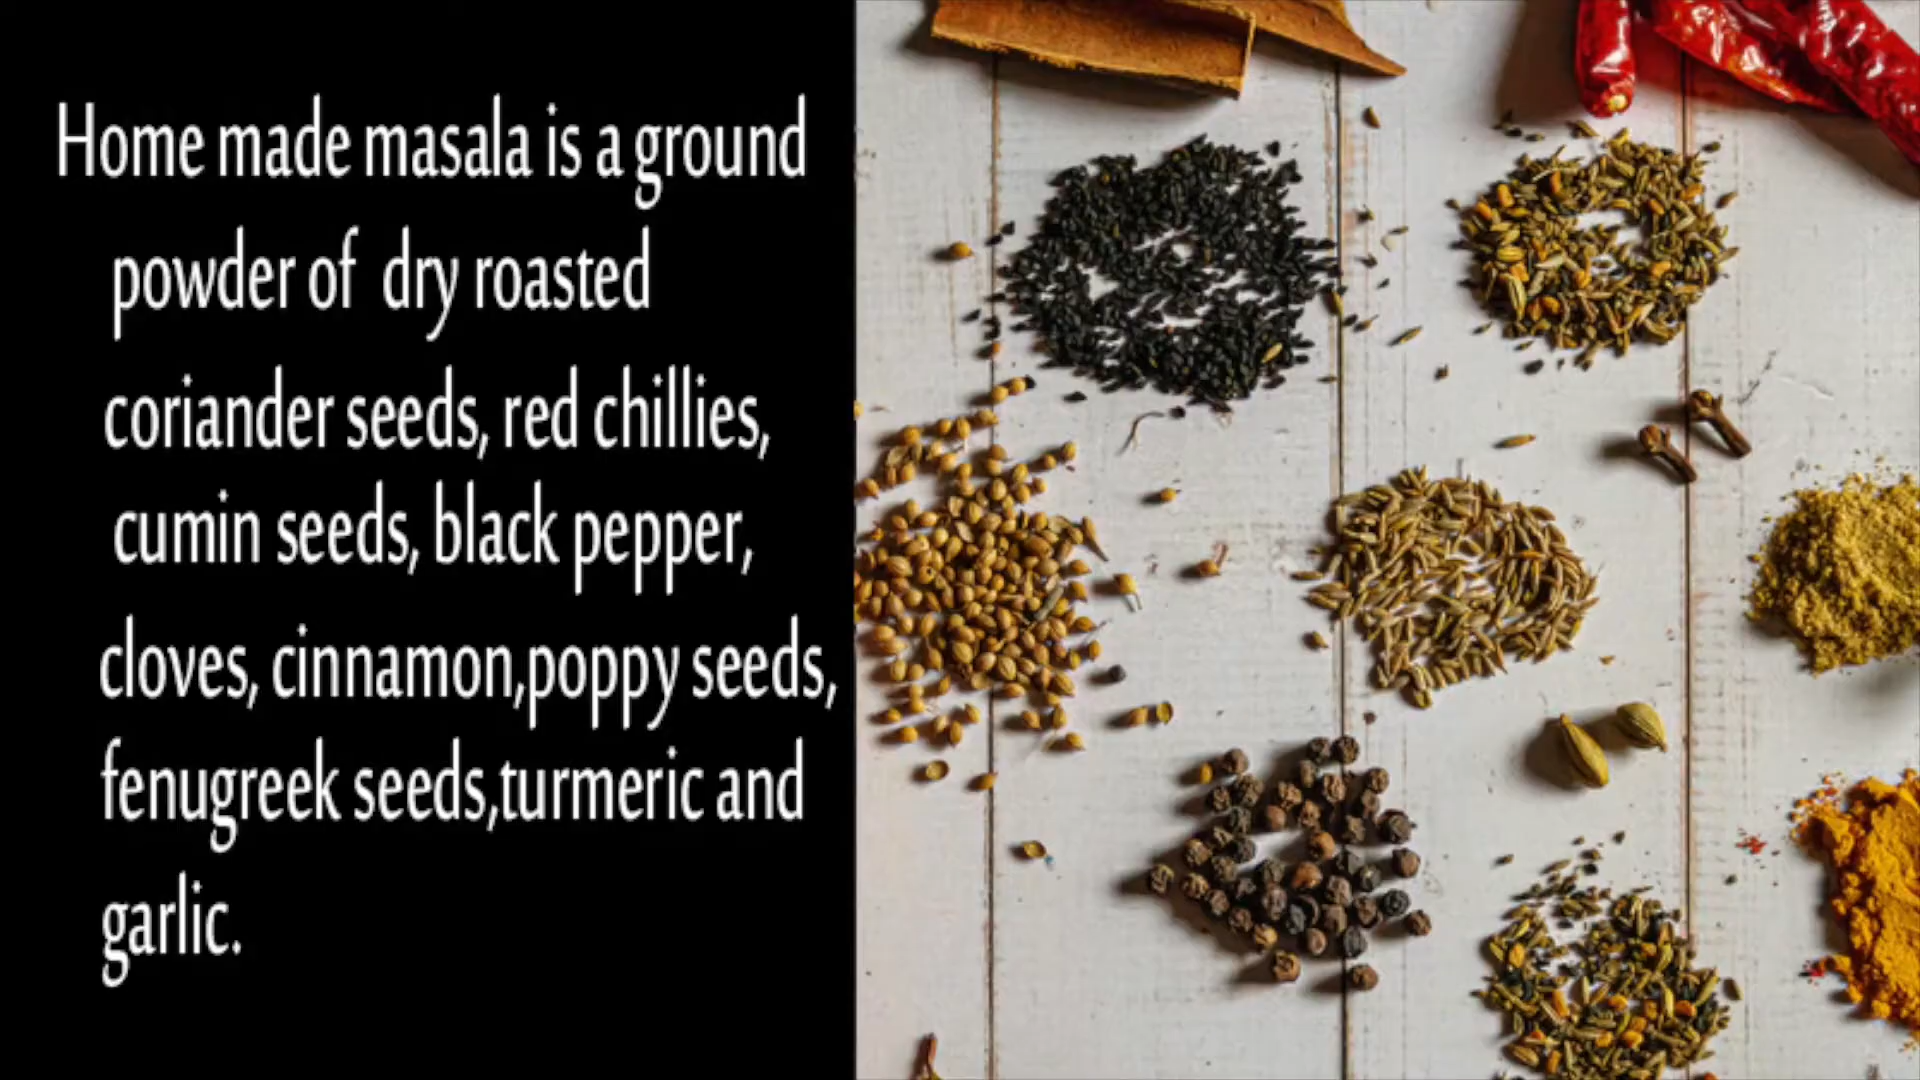 Home made masala is a ground
powder of dry roasted
coriander seeds, red chillies,
cumin seeds, black pepper,
cloves, cinnamon,poppy seeds,
fenugreek seeds,turmeric and
garlic.